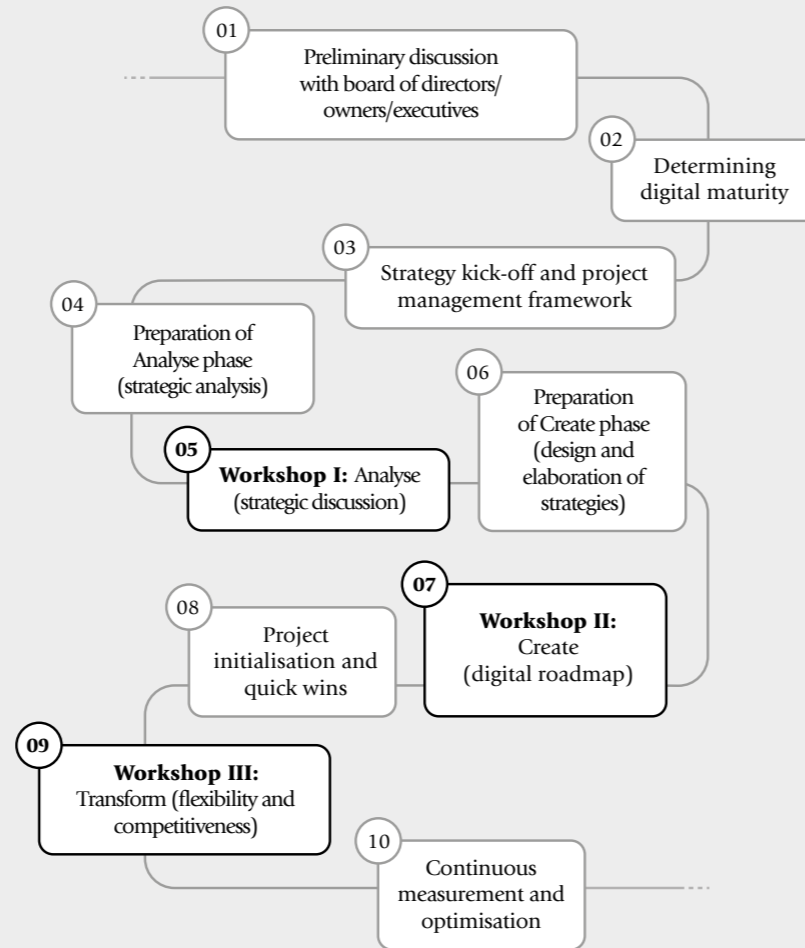 01
Preliminary discussion
with board of directors/
owners/executives
02
Determining
digital maturity
03
Strategy kick-off and project
management framework
04
Preparation of
Analyse phase
(strategic analysis)
05
Workshop I: Analyse
(strategic discussion)
06
Preparation
of Create phase
(design and
elaboration of
strategies)
07
Workshop II:
Create
(digital roadmap)
08
Project
initialisation and
quick wins
09
Workshop III:
Transform (flexibility and
competitiveness)
10
Continuous
measurement and
optimisation